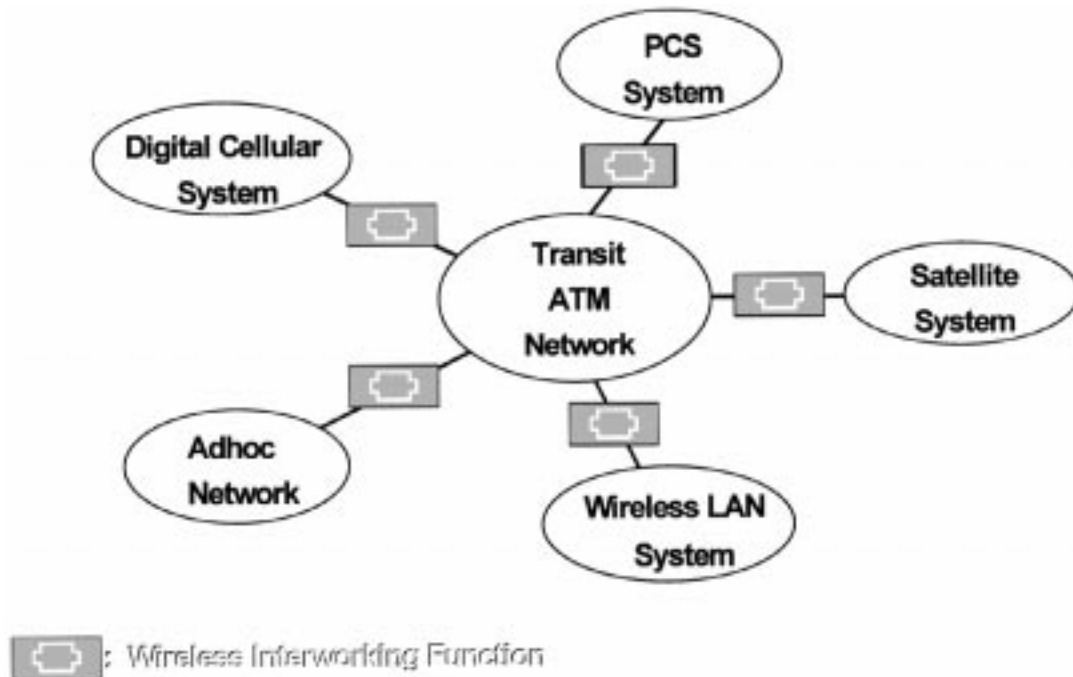 PCS
System
Digital Cellular
System
Transit
ATM
Network
Satellite
System
Adhoc
Network
Wireless LAN
System
: Wireless Interworking Function